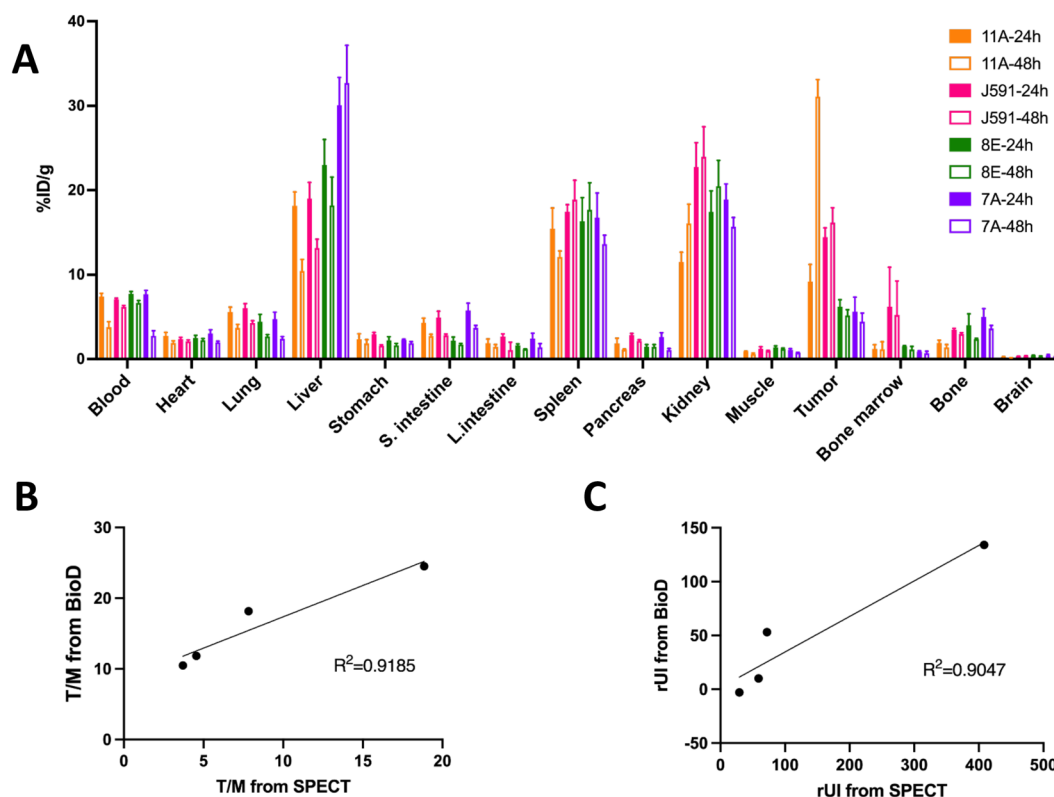 A
40
30
20
10
0
%ID/g
11A-24h
11A-48h
J591-24h
J591-48h
8E-24h
8E-48h
7A-24h
7A-48h
Blood
Heart
Lung
Liver
Stomach
S. intestine
L.intestine
Spleen
Pancreas
Kidney
Muscle
Tumor
Bone marrow
Bone
Brain
B
30
20
10
0
T/M from BioD
R²=0.9185
0 5 10 15 20
T/M from SPECT
C
150
100
50
0
-50
rUI from BioD
R²=0.9047
0 100 200 300 400 500
rUI from SPECT